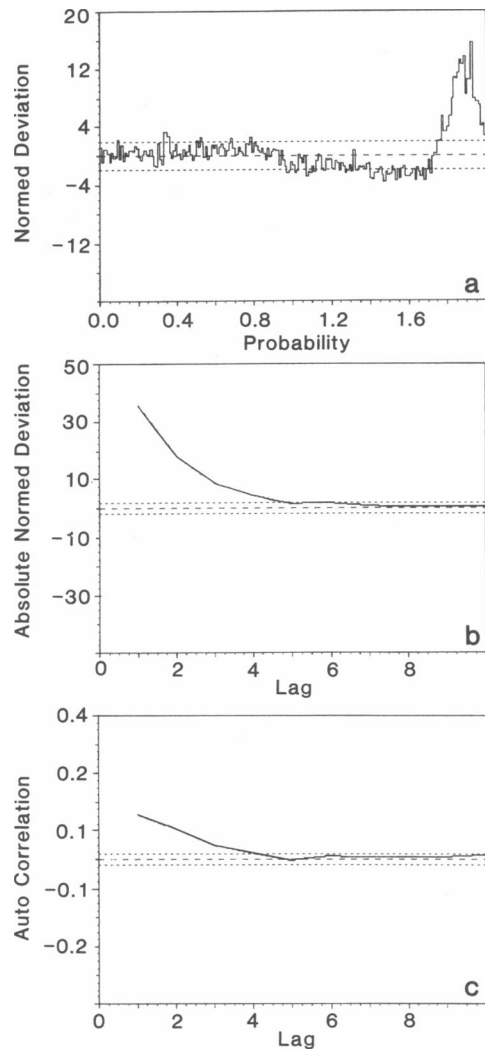 Normed Deviation
20
12
4
−4
−12
0.0 0.4 0.8 1.2 1.6
Probability
a
Absolute Normed Deviation
50
30
10
−10
−30
0 2 4 6 8
Lag
b
Auto Correlation
0.4
0.2
0.1
−0.1
−0.2
0 2 4 6 8
Lag
c